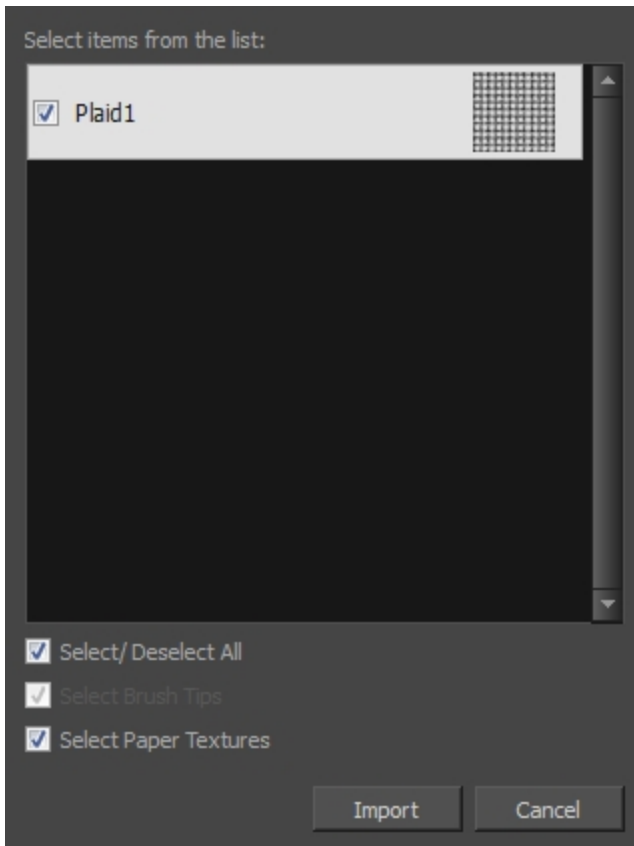 Select items from the list:
Plaid1
Select/ Deselect All
Select Brush Tips
Select Paper Textures
Import Cancel